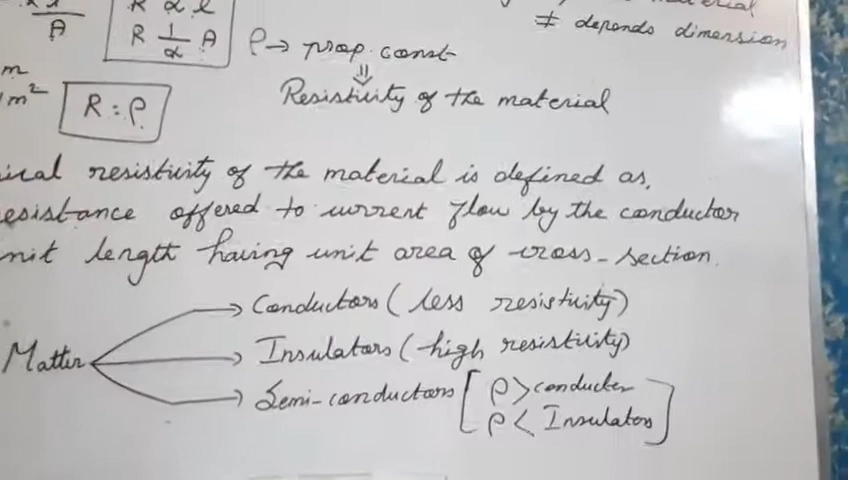 A
R α l
R 1/α A
ρ → prop. const
⇓
Resistivity of the material
material
≠ depends dimension
m
m²
R = ρ
ical resistivity of the material is defined as,
esistance offered to current flow by the conductor
nit length having unit area of cross-section.
Matter
Conductors (less resistivity)
Insulators (high resistivity)
Semi-conductors [ρ > conductor
ρ < Insulators]